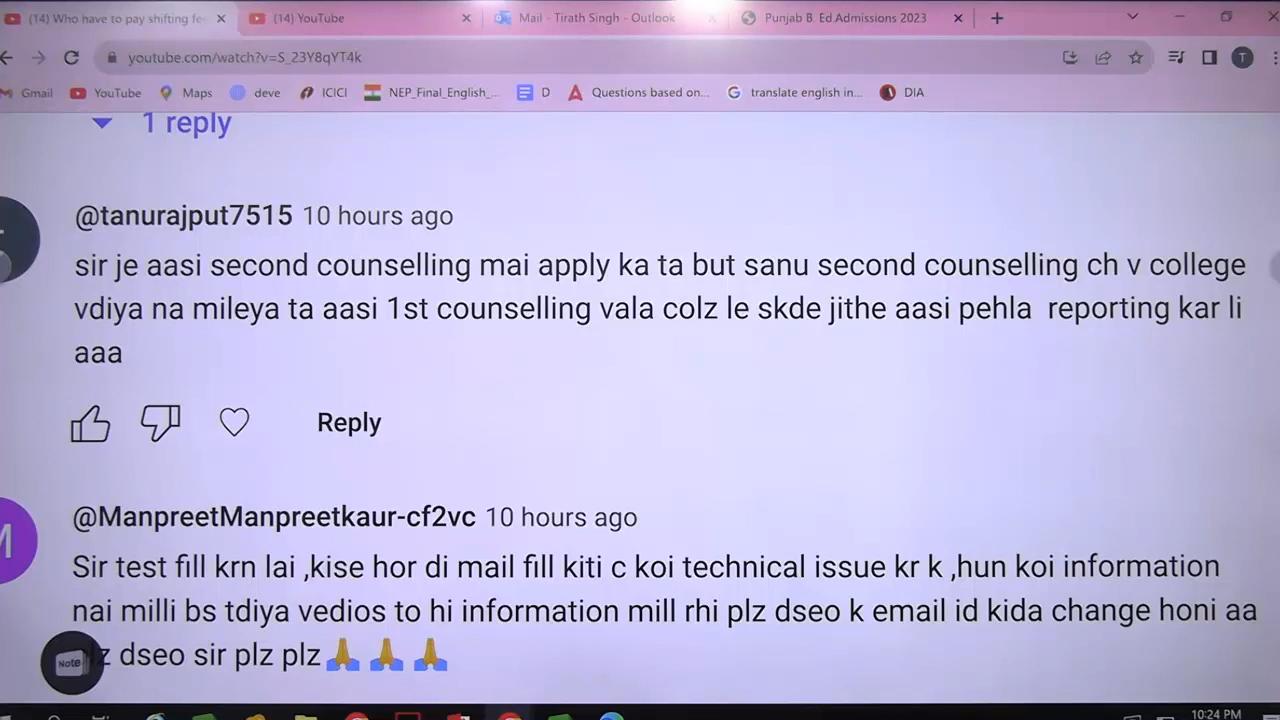 (14) Who have to pay shifting fe
(14) YouTube
Mail - Tirath Singh - Outlook
Punjab B. Ed.Admissions 2023
youtube.com/watch?v=S_23Y8qYT4k
T
Gmail
YouTube
Maps
deve
ICICI
NEP_Final_English_...
D
Questions based on...
translate english in...
DIA
1 reply
@tanurajput7515 10 hours ago
sir je aasi second counselling mai apply ka ta but sanu second counselling ch v college
vdiya na mileya ta aasi 1st counselling vala colz le skde jithe aasi pehla reporting kar li
aaa
Reply
M
@ManpreetManpreetkaur-cf2vc 10 hours ago
Sir test fill krn lai ,kise hor di mail fill kiti c koi technical issue kr k ,hun koi information
nai milli bs tdiya vedios to hi information mill rhi plz dseo k email id kida change honi aa
dseo sir plz plz🙏🙏🙏
Note
10:24 PM